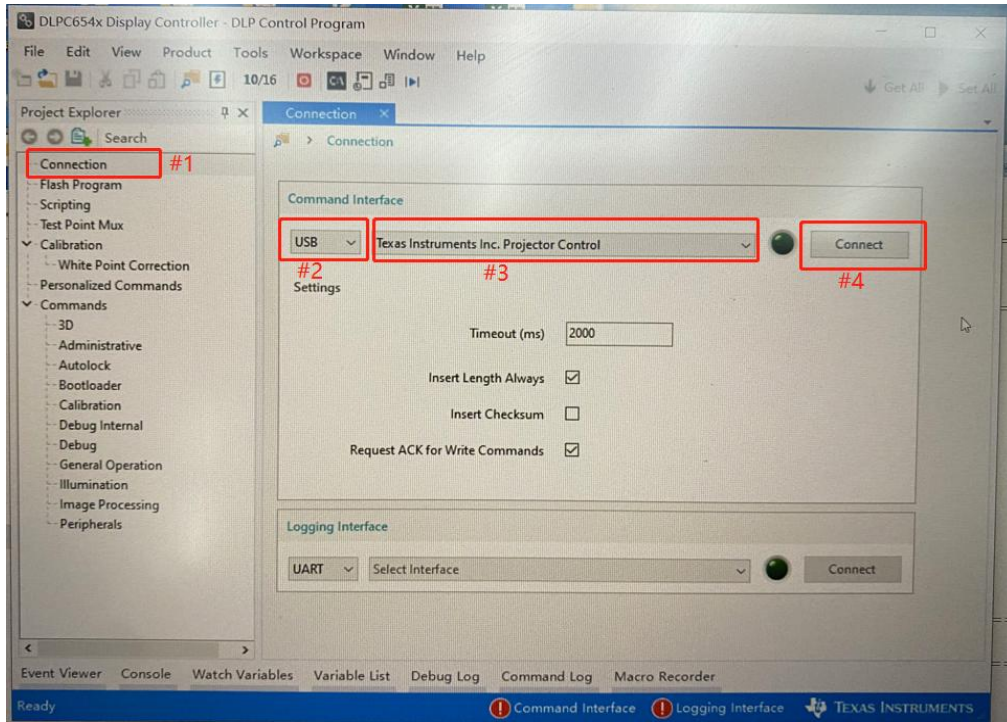 DLPC654x Display Controller - DLP Control Program
File Edit View Product Tools Workspace Window Help
10/16
Get All Set All
Project Explorer
Connection
Search
Connection
Connection
#1
Flash Program
Scripting
Test Point Mux
Calibration
White Point Correction
Personalized Commands
Commands
3D
Administrative
Autolock
Bootloader
Calibration
Debug Internal
Debug
General Operation
Illumination
Image Processing
Peripherals
Command Interface
USB
Texas Instruments Inc. Projector Control
Connect
#2
#3
#4
Settings
Timeout (ms) 2000
Insert Length Always
Insert Checksum
Request ACK for Write Commands
Logging Interface
UART
Select Interface
Connect
Event Viewer Console Watch Variables Variable List Debug Log Command Log Macro Recorder
Ready
Command Interface
Logging Interface
TEXAS INSTRUMENTS